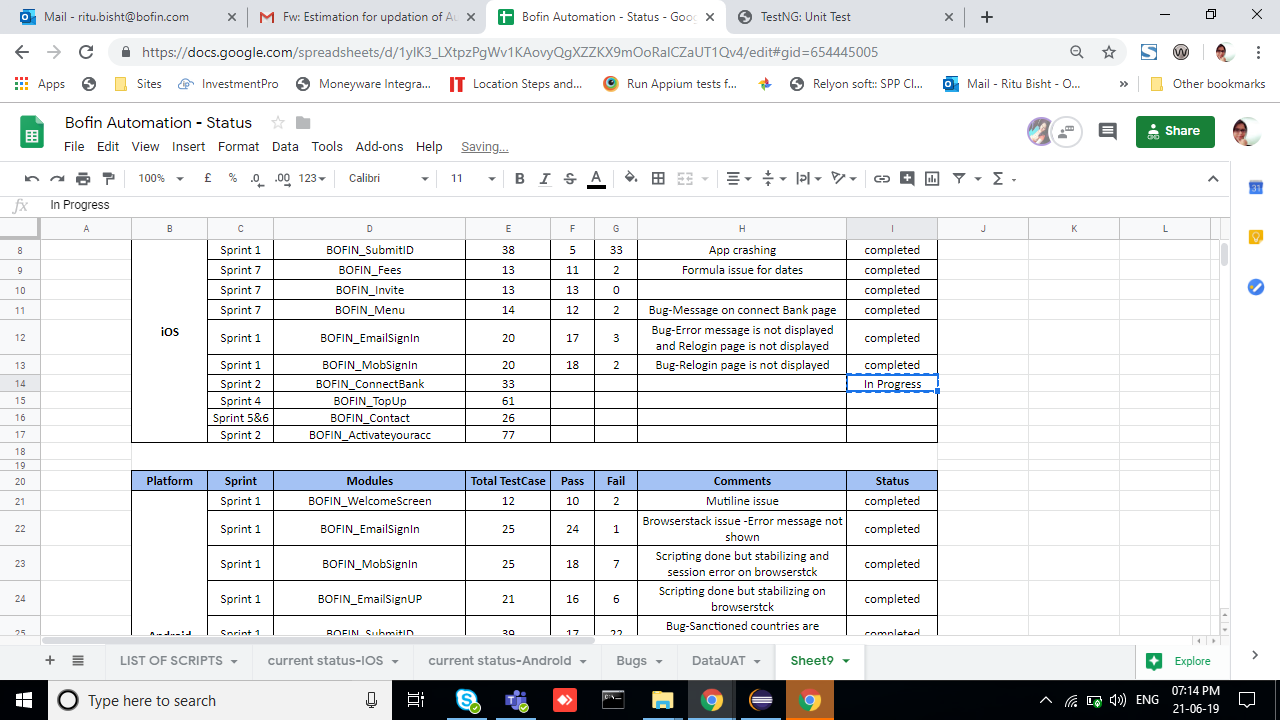 Mail - ritu.bisht@bofin.com
Fw: Estimation for updation of Au
Bofin Automation - Status - Goog
TestNG: Unit Test
https://docs.google.com/spreadsheets/d/1ylK3_LXtpzPgWv1KAovyQgXZZKX9mOoRalCZaUT1Qv4/edit#gid=654445005
Apps
Sites
InvestmentPro
Moneyware Integra...
Location Steps and...
Run Appium tests f...
Relyon soft:: SPP Cl...
Mail - Ritu Bisht - O...
»
Other bookmarks
Bofin Automation - Status
Share
File Edit View Insert Format Data Tools Add-ons Help Saving...
100% £ % .0 .00 123 Calibri 11 B I S A Σ
fx In Progress
A B C D E F G H I J K L
8 Sprint 1 BOFIN_SubmitID 38 5 33 App crashing completed
9 Sprint 7 BOFIN_Fees 13 11 2 Formula issue for dates completed
10 Sprint 7 BOFIN_Invite 13 13 0 completed
11 Sprint 7 BOFIN_Menu 14 12 2 Bug-Message on connect Bank page completed
iOS
12 Sprint 1 BOFIN_EmailSignIn 20 17 3 Bug-Error message is not displayed and Relogin page is not displayed completed
13 Sprint 1 BOFIN_MobSignIn 20 18 2 Bug-Relogin page is not displayed completed
14 Sprint 2 BOFIN_ConnectBank 33 In Progress
15 Sprint 4 BOFIN_TopUp 61
16 Sprint 5&6 BOFIN_Contact 26
17 Sprint 2 BOFIN_Activateyouracc 77
18
19
20 Platform Sprint Modules Total TestCase Pass Fail Comments Status
21 Sprint 1 BOFIN_WelcomeScreen 12 10 2 Mutiline issue completed
22 Sprint 1 BOFIN_EmailSignIn 25 24 1 Browserstack issue -Error message not shown completed
23 Sprint 1 BOFIN_MobSignIn 25 18 7 Scripting done but stabilizing and session error on browserstck completed
24 Sprint 1 BOFIN_EmailSignUP 21 16 6 Scripting done but stabilizing on browserstck completed
25 Android Sprint 1 BOFIN_SubmitID 39 17 22 Bug-Sanctioned countries are completed
LIST OF SCRIPTS
current status-IOS
current status-Android
Bugs
DataUAT
Sheet9
Explore
Type here to search
ENG
07:14 PM
21-06-19